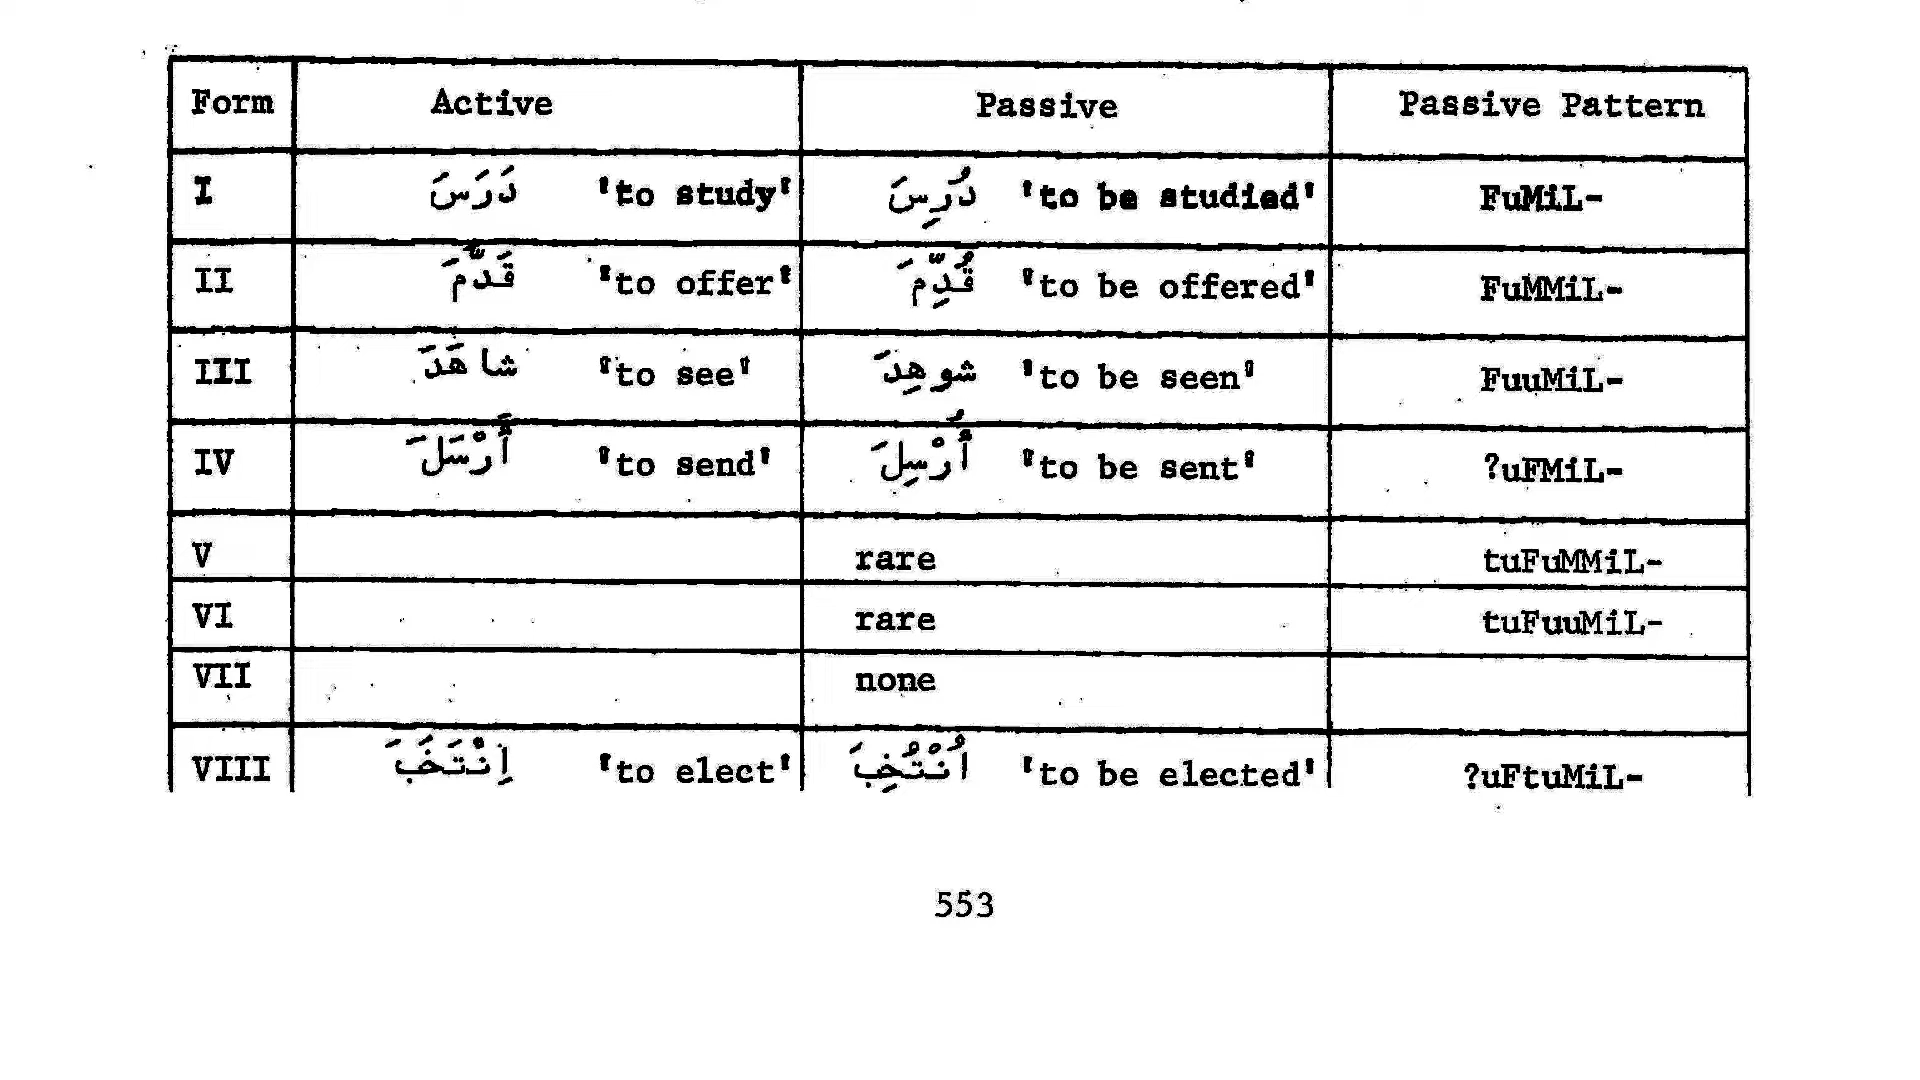 Form Active Passive Passive Pattern
I دَرَسَ 'to study' دُرِسَ 'to be studied' FuMiL-
II قَدَّمَ 'to offer' قُدِّمَ 'to be offered' FuMMiL-
III شاهَدَ 'to see' شوهِدَ 'to be seen' FuuMiL-
IV أَرْسَلَ 'to send' أُرْسِلَ 'to be sent' ?uFMiL-
V rare tuFuMMiL-
VI rare tuFuuMiL-
VII none
VIII اِنْتَخَبَ 'to elect' اُنْتُخِبَ 'to be elected' ?uFtuMiL-
553